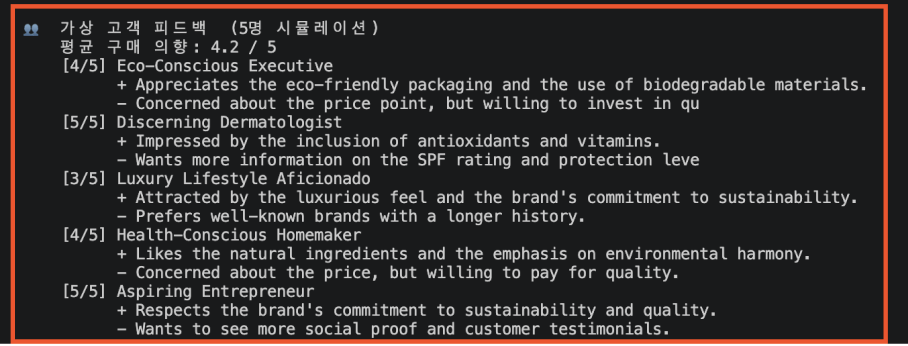 👥 가상 고객 피드백 (5명 시뮬레이션)
평균 구매 의향: 4.2 / 5
[4/5] Eco-Conscious Executive
+ Appreciates the eco-friendly packaging and the use of biodegradable materials.
- Concerned about the price point, but willing to invest in qu
[5/5] Discerning Dermatologist
+ Impressed by the inclusion of antioxidants and vitamins.
- Wants more information on the SPF rating and protection leve
[3/5] Luxury Lifestyle Aficionado
+ Attracted by the luxurious feel and the brand's commitment to sustainability.
- Prefers well-known brands with a longer history.
[4/5] Health-Conscious Homemaker
+ Likes the natural ingredients and the emphasis on environmental harmony.
- Concerned about the price, but willing to pay for quality.
[5/5] Aspiring Entrepreneur
+ Respects the brand's commitment to sustainability and quality.
- Wants to see more social proof and customer testimonials.